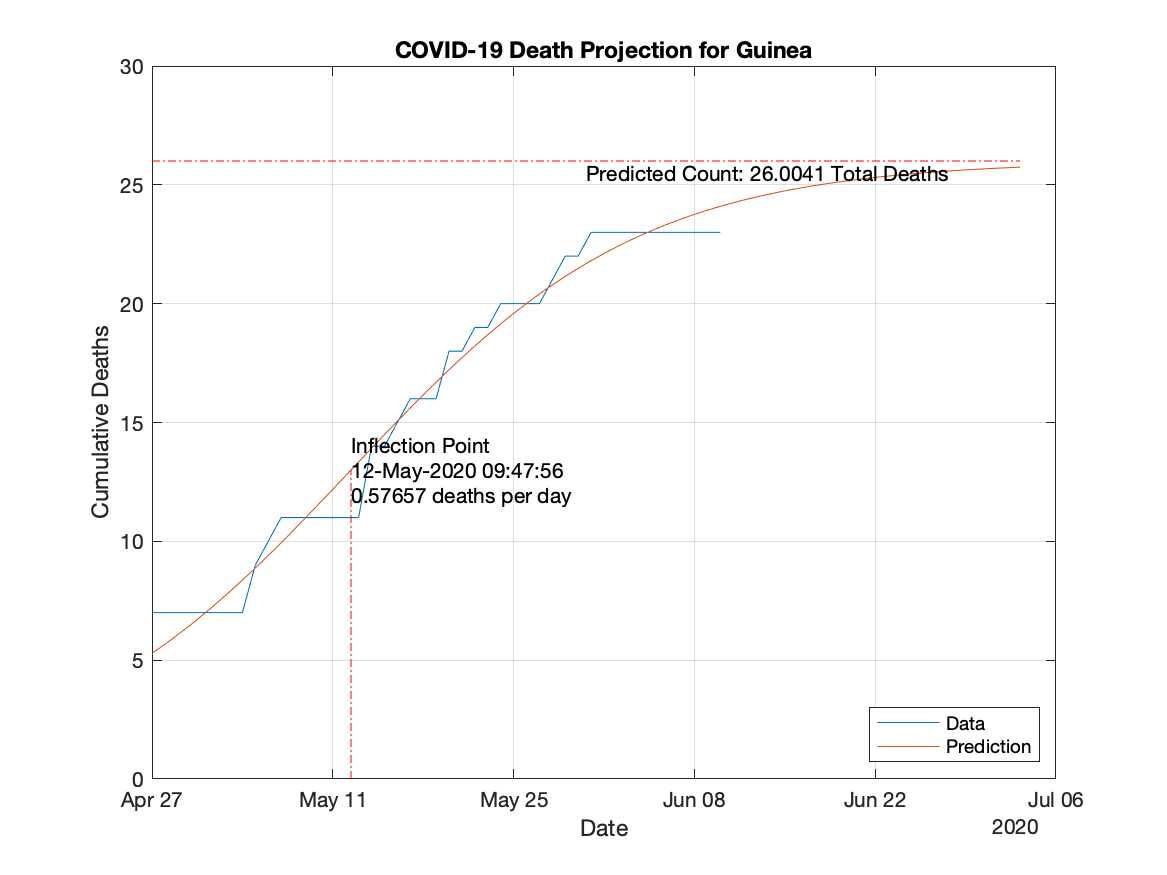 COVID-19 Death Projection for Guinea
30
25
20
15
10
5
0
Cumulative Deaths
Predicted Count: 26.0041 Total Deaths
Inflection Point
12-May-2020 09:47:56
0.57657 deaths per day
Data
Prediction
Apr 27 May 11 May 25 Jun 08 Jun 22 Jul 06
Date
2020